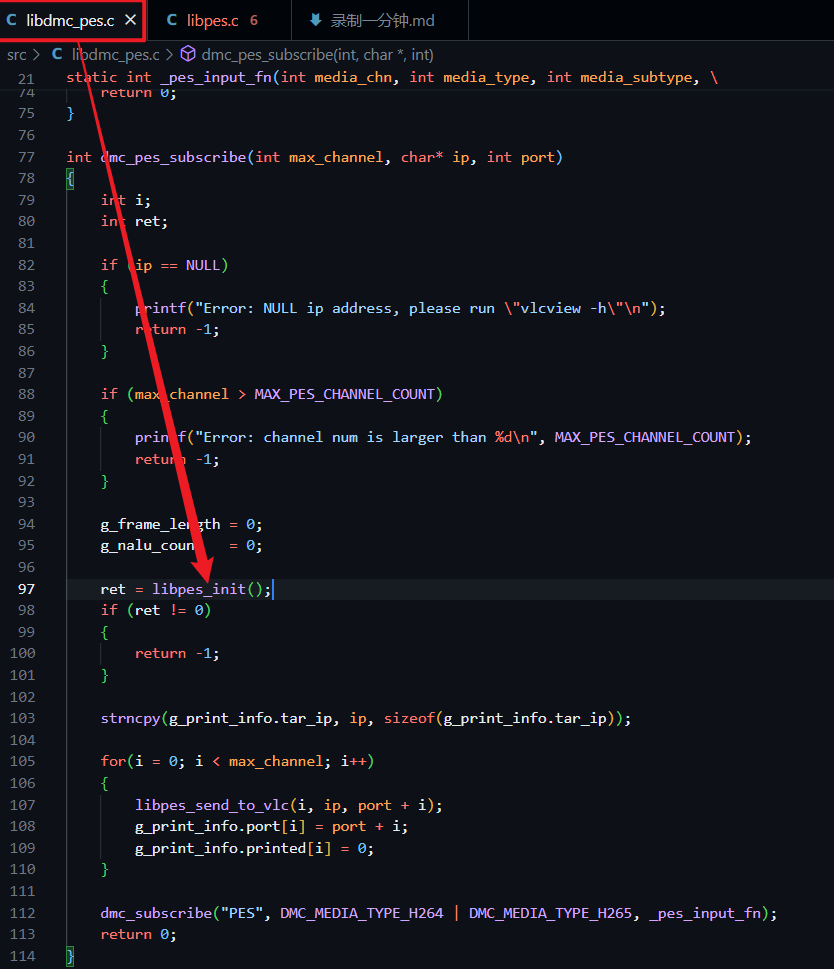 C libdmc_pes.c × C libpes.c 6 录制一分钟.md
src > C libdmc_pes.c > dmc_pes_subscribe(int, char *, int)
21 static int _pes_input_fn(int media_chn, int media_type, int media_subtype, \
74 return 0;
75 }
76
77 int dmc_pes_subscribe(int max_channel, char* ip, int port)
78 {
79 int i;
80 int ret;
81
82 if (ip == NULL)
83 {
84 printf("Error: NULL ip address, please run \"vlcview -h\"\n");
85 return -1;
86 }
87
88 if (max_channel > MAX_PES_CHANNEL_COUNT)
89 {
90 printf("Error: channel num is larger than %d\n", MAX_PES_CHANNEL_COUNT);
91 return -1;
92 }
93
94 g_frame_length = 0;
95 g_nalu_count = 0;
96
97 ret = libpes_init();
98 if (ret != 0)
99 {
100 return -1;
101 }
102
103 strncpy(g_print_info.tar_ip, ip, sizeof(g_print_info.tar_ip));
104
105 for(i = 0; i < max_channel; i++)
106 {
107 libpes_send_to_vlc(i, ip, port + i);
108 g_print_info.port[i] = port + i;
109 g_print_info.printed[i] = 0;
110 }
111
112 dmc_subscribe("PES", DMC_MEDIA_TYPE_H264 | DMC_MEDIA_TYPE_H265, _pes_input_fn);
113 return 0;
114 }